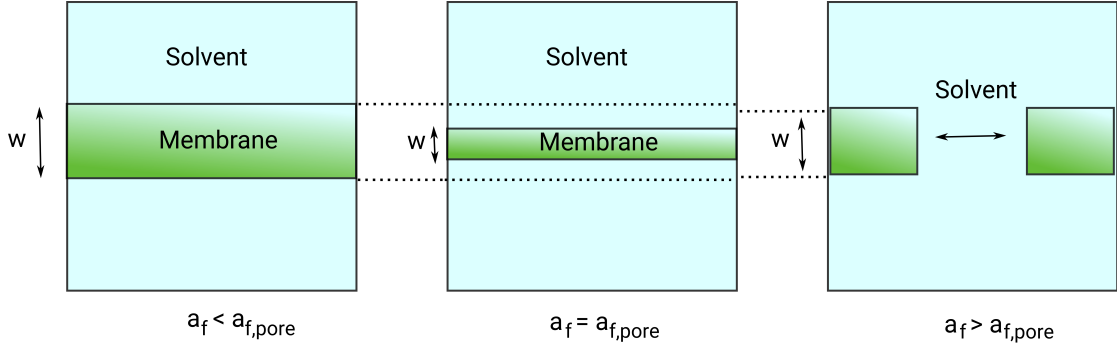 Solvent
w
Membrane
a_f < a_f,pore
Solvent
w
Membrane
a_f = a_f,pore
Solvent
w
a_f > a_f,pore